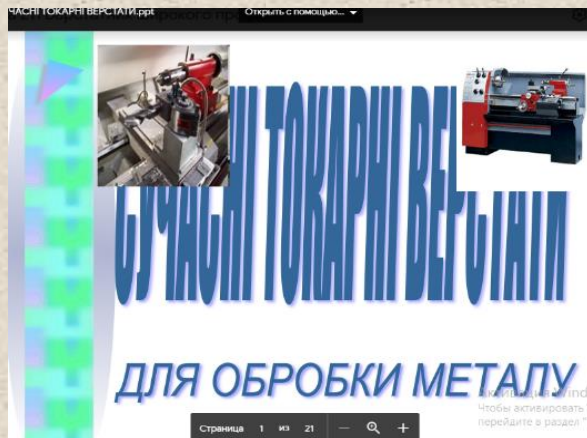 ЧАСНІ ТОКАРНІ ВЕРСТАТИ.ppt
Открыть с помощью...
СУЧАСНІ ТОКАРНІ ВЕРСТАТИ
ДЛЯ ОБРОБКИ МЕТАЛУ
Чтобы активировать
перейдите в раздел "
Страница 1 из 21